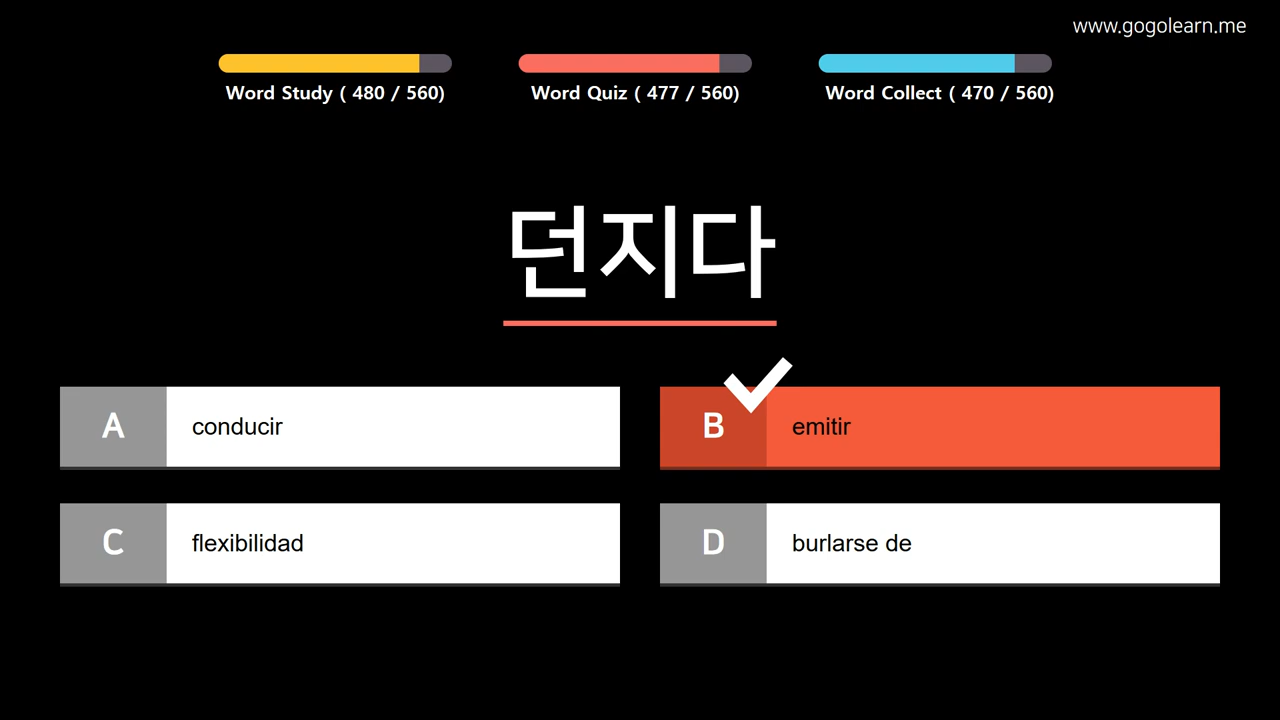 www.gogolearn.me
Word Study ( 480 / 560)
Word Quiz ( 477 / 560)
Word Collect ( 470 / 560)
던지다
A conducir
B emitir
C flexibilidad
D burlarse de